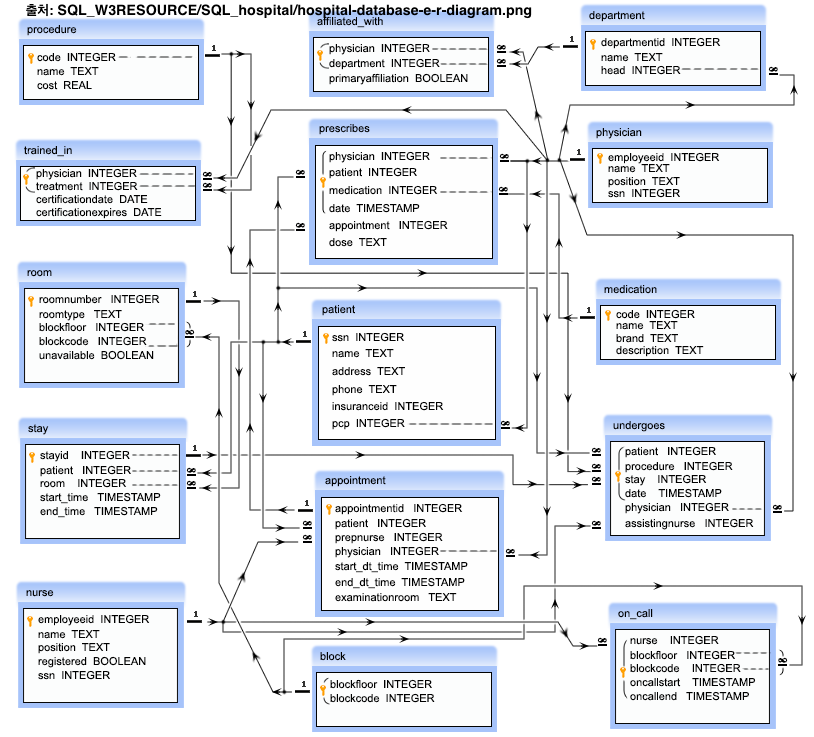 출처: SQL_W3RESOURCE/SQL_hospital/hospital-database-e-r-diagram.png
procedure
code INTEGER
name TEXT
cost REAL
1
affiliated_with
physician INTEGER
department INTEGER
primaryaffiliation BOOLEAN
1
department
departmentid INTEGER
name TEXT
head INTEGER
trained_in
physician INTEGER
treatment INTEGER
certificationdate DATE
certificationexpires DATE
prescribes
physician INTEGER
patient INTEGER
medication INTEGER
date TIMESTAMP
appointment INTEGER
dose TEXT
1
physician
employeeid INTEGER
name TEXT
position TEXT
ssn INTEGER
room
roomnumber INTEGER
roomtype TEXT
blockfloor INTEGER
blockcode INTEGER
unavailable BOOLEAN
1
patient
ssn INTEGER
name TEXT
address TEXT
phone TEXT
insuranceid INTEGER
pcp INTEGER
1
medication
code INTEGER
name TEXT
brand TEXT
description TEXT
1
stay
stayid INTEGER
patient INTEGER
room INTEGER
start_time TIMESTAMP
end_time TIMESTAMP
1
appointment
appointmentid INTEGER
patient INTEGER
prepnurse INTEGER
physician INTEGER
start_dt_time TIMESTAMP
end_dt_time TIMESTAMP
examinationroom TEXT
1
undergoes
patient INTEGER
procedure INTEGER
stay INTEGER
date TIMESTAMP
physician INTEGER
assistingnurse INTEGER
nurse
employeeid INTEGER
name TEXT
position TEXT
registered BOOLEAN
ssn INTEGER
1
block
blockfloor INTEGER
blockcode INTEGER
1
on_call
nurse INTEGER
blockfloor INTEGER
blockcode INTEGER
oncallstart TIMESTAMP
oncallend TIMESTAMP